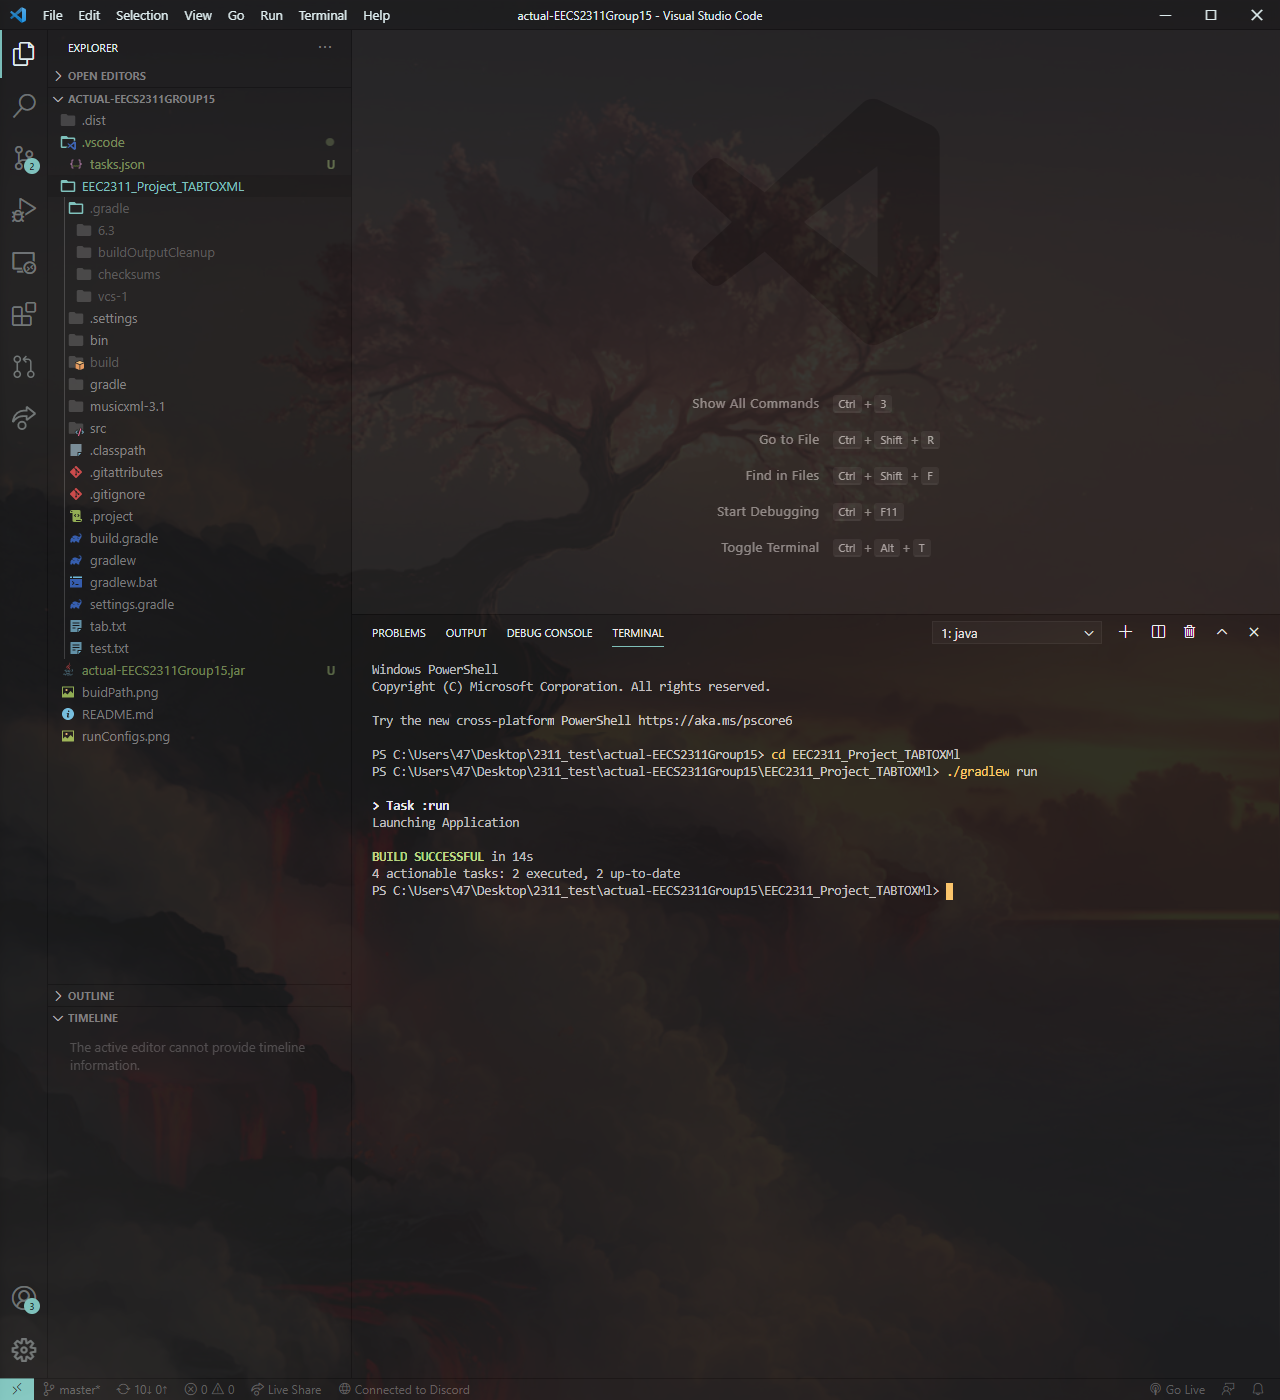 File Edit Selection View Go Run Terminal Help
actual-EECS2311Group15 - Visual Studio Code
EXPLORER
OPEN EDITORS
ACTUAL-EECS2311GROUP15
.dist
.vscode
tasks.json U
EEC2311_Project_TABTOXML
.gradle
6.3
buildOutputCleanup
checksums
vcs-1
.settings
bin
build
gradle
musicxml-3.1
src
.classpath
.gitattributes
.gitignore
.project
build.gradle
gradlew
gradlew.bat
settings.gradle
tab.txt
test.txt
actual-EECS2311Group15.jar U
buidPath.png
README.md
runConfigs.png
OUTLINE
TIMELINE
The active editor cannot provide timeline
information.
2
3
Show All Commands Ctrl + 3
Go to File Ctrl + Shift + R
Find in Files Ctrl + Shift + F
Start Debugging Ctrl + F11
Toggle Terminal Ctrl + Alt + T
PROBLEMS OUTPUT DEBUG CONSOLE TERMINAL 1: java
Windows PowerShell
Copyright (C) Microsoft Corporation. All rights reserved.
Try the new cross-platform PowerShell https://aka.ms/pscore6
PS C:\Users\47\Desktop\2311_test\actual-EECS2311Group15> cd EEC2311_Project_TABTOXMl
PS C:\Users\47\Desktop\2311_test\actual-EECS2311Group15\EEC2311_Project_TABTOXMl> ./gradlew run
> Task :run
Launching Application
BUILD SUCCESSFUL in 14s
4 actionable tasks: 2 executed, 2 up-to-date
PS C:\Users\47\Desktop\2311_test\actual-EECS2311Group15\EEC2311_Project_TABTOXMl>
master* 10↓ 0↑ 0 0 Live Share Connected to Discord Go Live